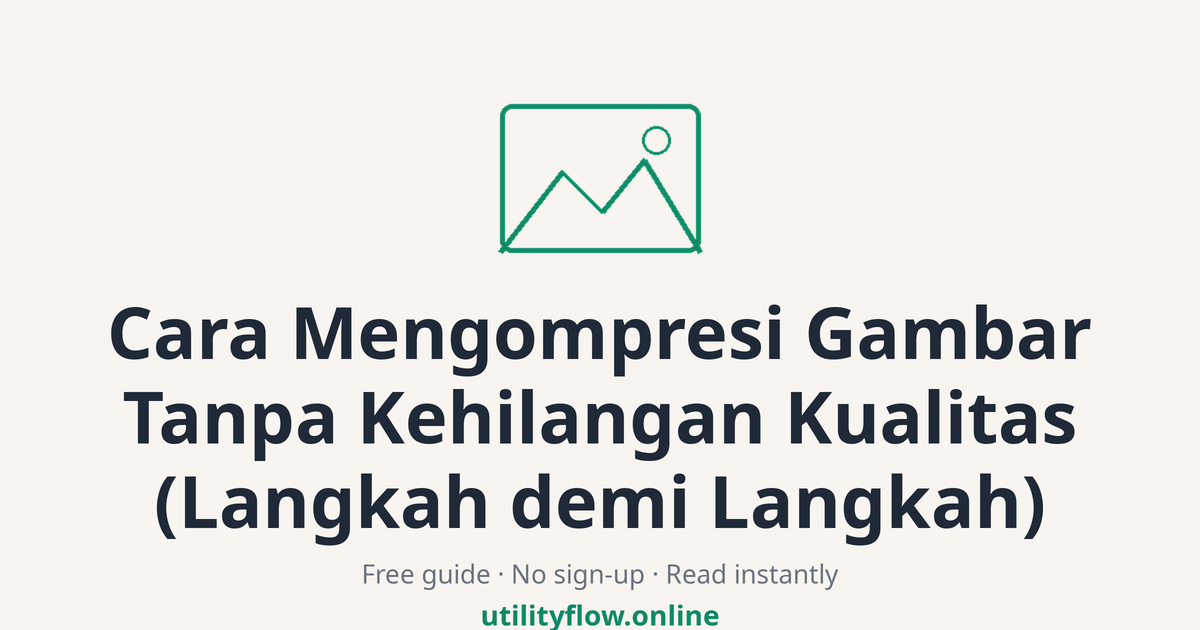 Cara Mengompresi Gambar
Tanpa Kehilangan Kualitas
(Langkah demi Langkah)
Free guide · No sign-up · Read instantly
utilityflow.online